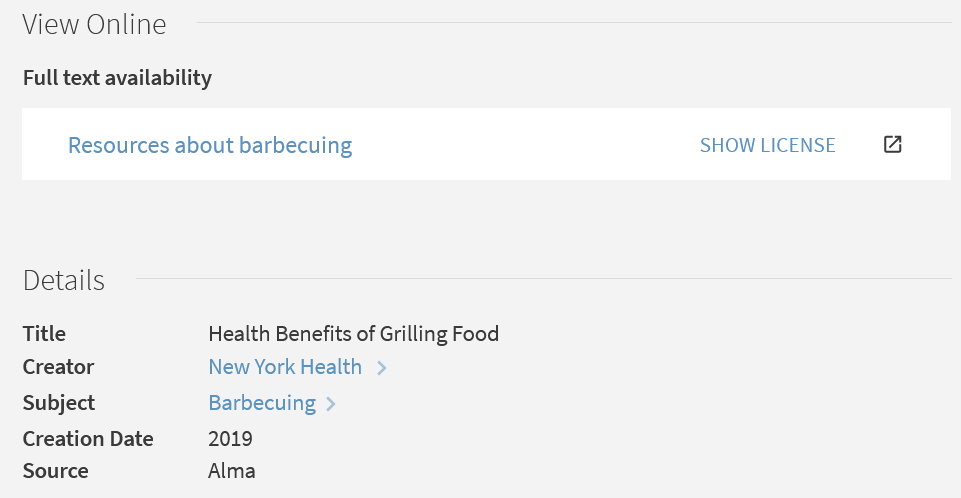 View Online
Full text availability
Resources about barbecuing SHOW LICENSE
Details
Title Health Benefits of Grilling Food
Creator New York Health
Subject Barbecuing
Creation Date 2019
Source Alma